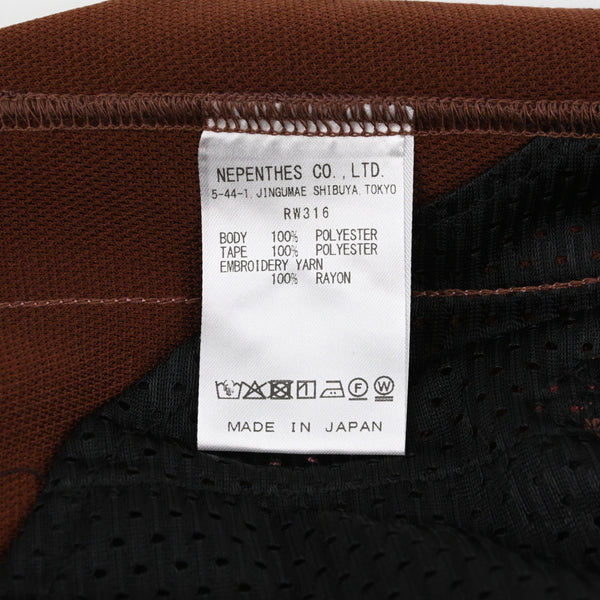 NEPENTHES CO.,LTD.
5-44-1, JINGUMAE SHIBUYA, TOKYO
RW316
BODY 100% POLYESTER
TAPE 100% POLYESTER
EMBROIDERY YARN
100% RAYON
F W
MADE IN JAPAN